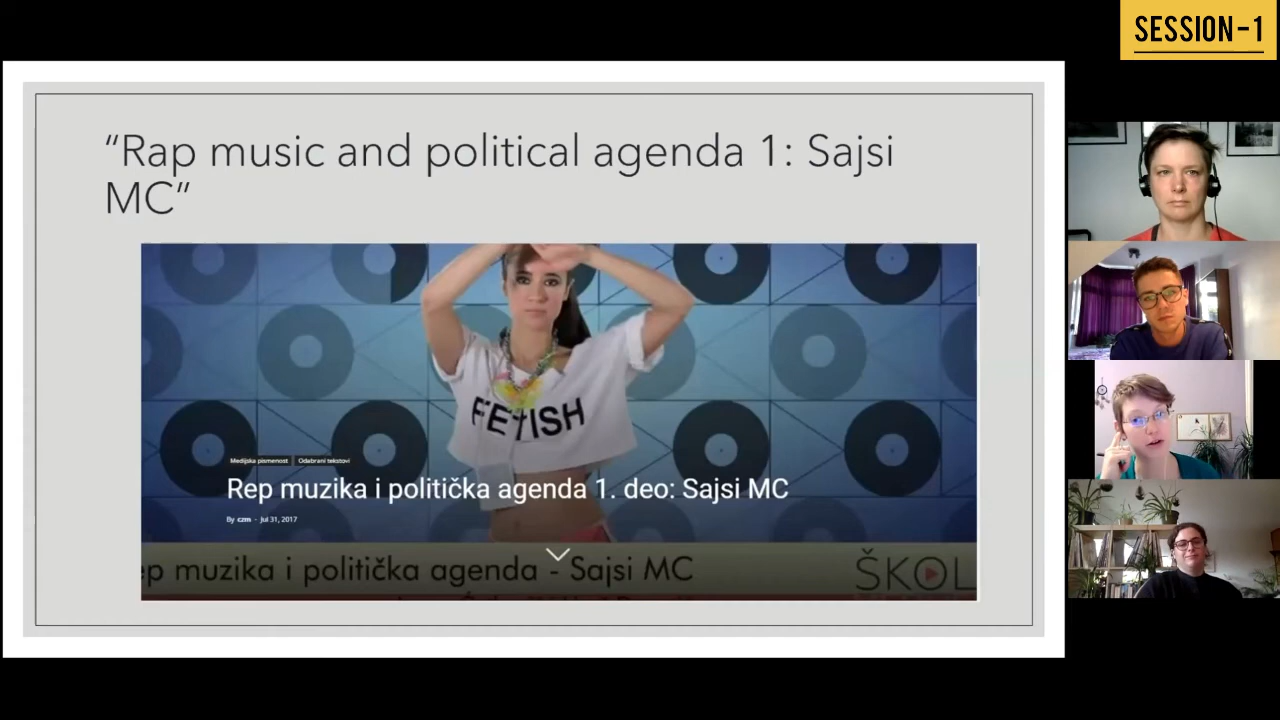 SESSION-1
“Rap music and political agenda 1: Sajsi
MC”
FETISH
Medijska pismenost Odabrani tekstovi
Rep muzika i politička agenda 1. deo: Sajsi MC
By czm - Jul 31, 2017
ep muzika i politička agenda - Sajsi MC
ŠKOL